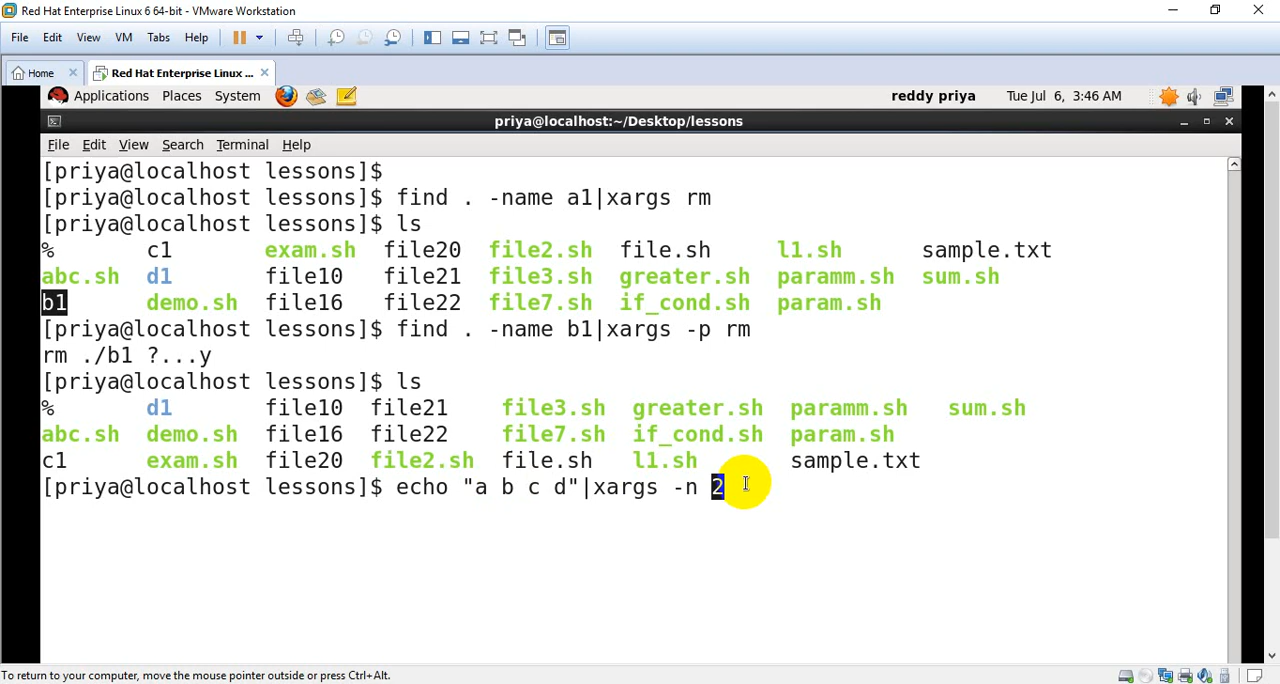 Red Hat Enterprise Linux 6 64-bit - VMware Workstation
File Edit View VM Tabs Help
Home Red Hat Enterprise Linux ...
Applications Places System reddy priya Tue Jul 6, 3:46 AM
priya@localhost:~/Desktop/lessons
File Edit View Search Terminal Help
[priya@localhost lessons]$
[priya@localhost lessons]$ find . -name a1|xargs rm
[priya@localhost lessons]$ ls
% c1 exam.sh file20 file2.sh file.sh l1.sh sample.txt
abc.sh d1 file10 file21 file3.sh greater.sh paramm.sh sum.sh
b1 demo.sh file16 file22 file7.sh if_cond.sh param.sh
[priya@localhost lessons]$ find . -name b1|xargs -p rm
rm ./b1 ?...y
[priya@localhost lessons]$ ls
% d1 file10 file21 file3.sh greater.sh paramm.sh sum.sh
abc.sh demo.sh file16 file22 file7.sh if_cond.sh param.sh
c1 exam.sh file20 file2.sh file.sh l1.sh sample.txt
[priya@localhost lessons]$ echo "a b c d"|xargs -n 2
To return to your computer, move the mouse pointer outside or press Ctrl+Alt.